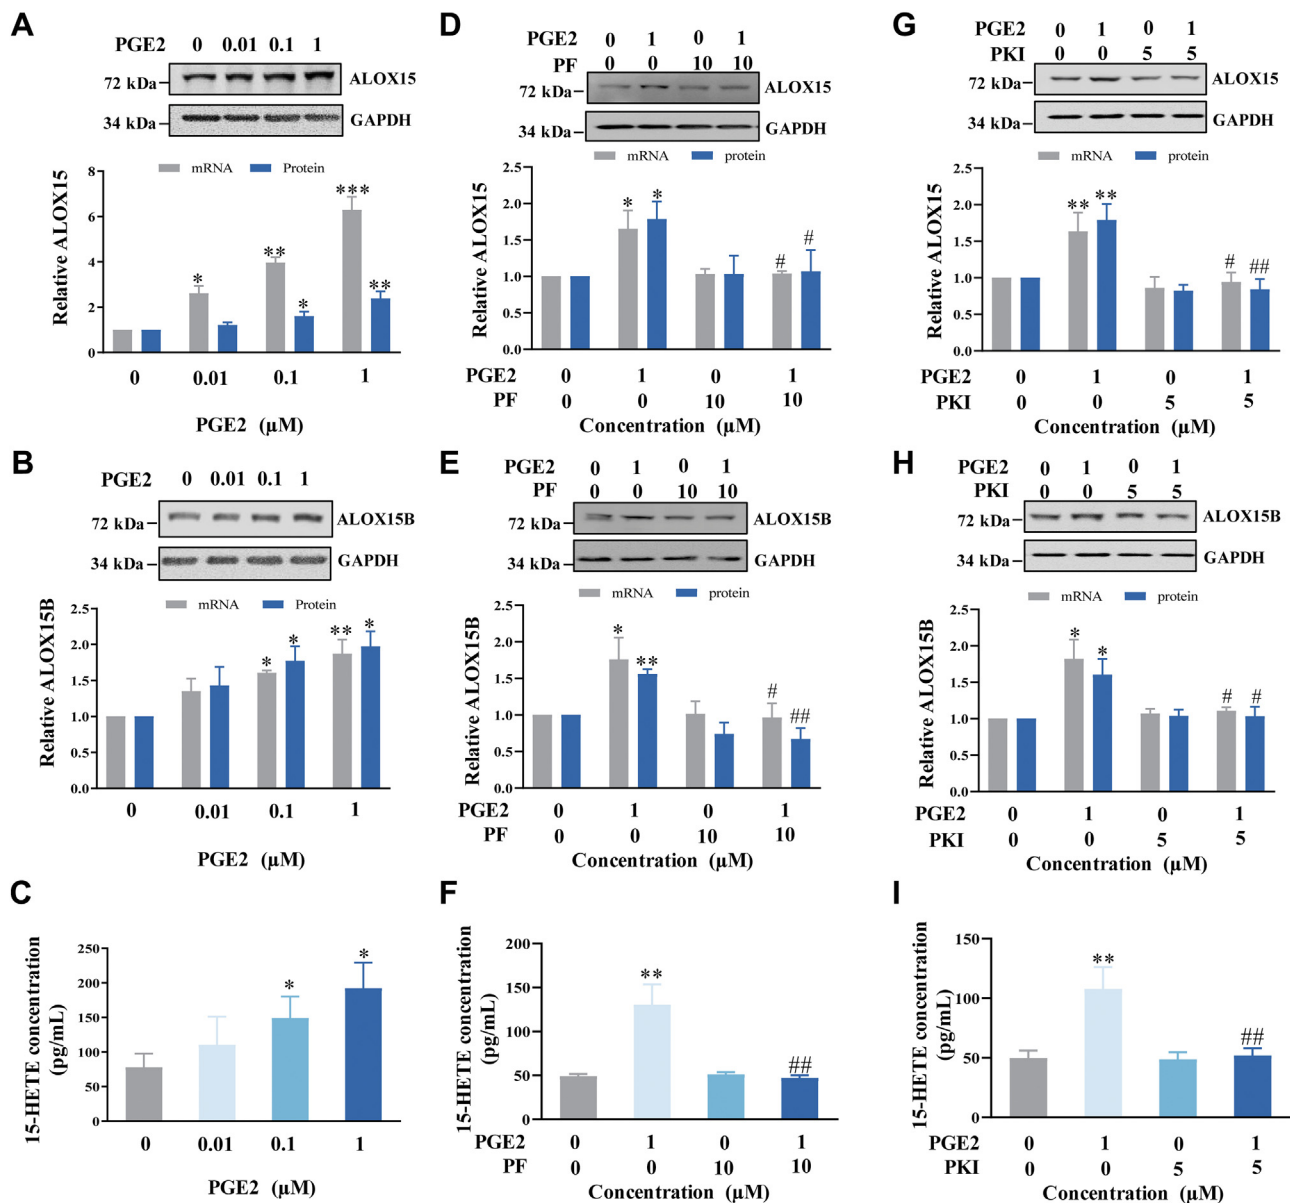 A
PGE2 0 0.01 0.1 1
72 kDa ALOX15
34 kDa GAPDH
mRNA Protein
Relative ALOX15
8
6
4
2
0
* ** * *** **
0 0.01 0.1 1
PGE2 (μM)
D
PGE2 0 1 0 1
PF 0 0 10 10
72 kDa ALOX15
34 kDa GAPDH
mRNA protein
Relative ALOX15
2.5
2.0
1.5
1.0
0.5
0.0
* * # #
PGE2 0 1 0 1
PF 0 0 10 10
Concentration (μM)
G
PGE2 0 1 0 1
PKI 0 0 5 5
72 kDa ALOX15
34 kDa GAPDH
mRNA protein
Relative ALOX15
2.5
2.0
1.5
1.0
0.5
0.0
** ** # ##
PGE2 0 1 0 1
PKI 0 0 5 5
Concentration (μM)
B
PGE2 0 0.01 0.1 1
72 kDa ALOX15B
34 kDa GAPDH
mRNA Protein
Relative ALOX15B
2.5
2.0
1.5
1.0
0.5
0.0
* * ** *
0 0.01 0.1 1
PGE2 (μM)
E
PGE2 0 1 0 1
PF 0 0 10 10
72 kDa ALOX15B
34 kDa GAPDH
mRNA protein
Relative ALOX15B
2.5
2.0
1.5
1.0
0.5
0.0
* ** # ##
PGE2 0 1 0 1
PF 0 0 10 10
Concentration (μM)
H
PGE2 0 1 0 1
PKI 0 0 5 5
72 kDa ALOX15B
34 kDa GAPDH
mRNA protein
Relative ALOX15B
2.5
2.0
1.5
1.0
0.5
0.0
* * # #
PGE2 0 1 0 1
PKI 0 0 5 5
Concentration (μM)
C
15-HETE concentration
(pg/mL)
250
200
150
100
50
0
* *
0 0.01 0.1 1
PGE2 (μM)
F
15-HETE concentration
(pg/mL)
200
150
100
50
0
** ##
PGE2 0 1 0 1
PF 0 0 10 10
Concentration (μM)
I
15-HETE concentration
(pg/mL)
150
100
50
0
** ##
PGE2 0 1 0 1
PKI 0 0 5 5
Concentration (μM)